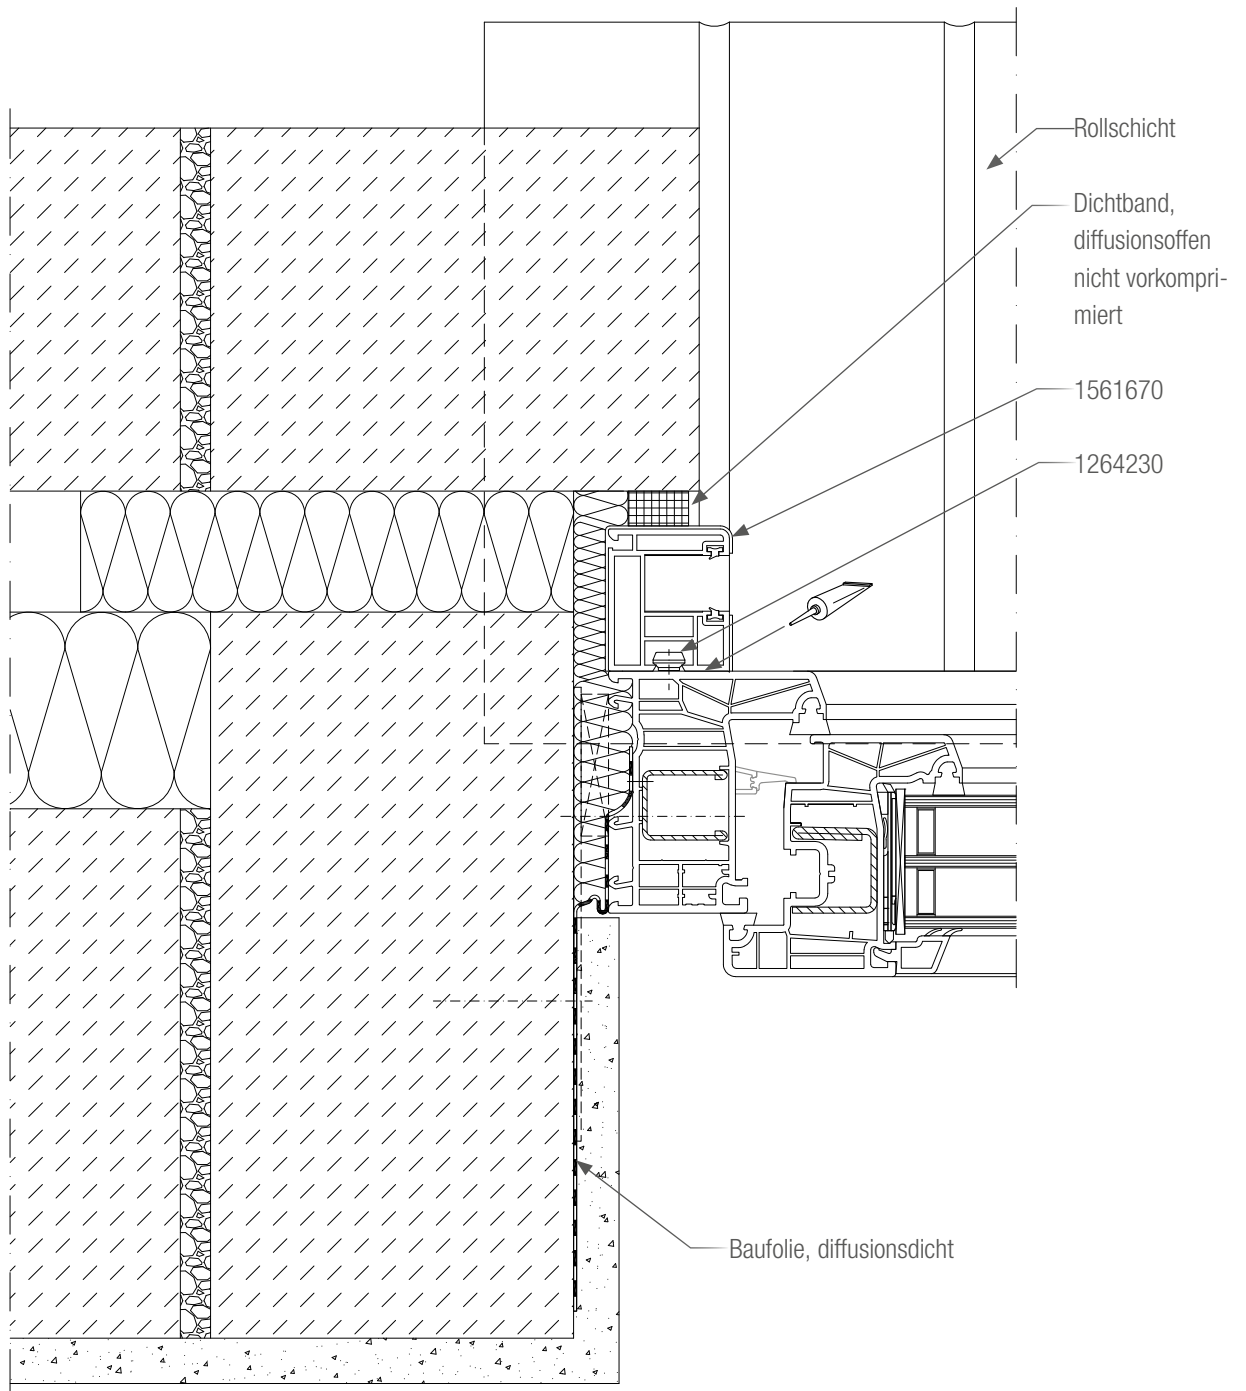 Rollschicht
Dichtband,
diffusionsoffen
nicht vorkompri-
miert
1561670
1264230
Baufolie, diffusionsdicht